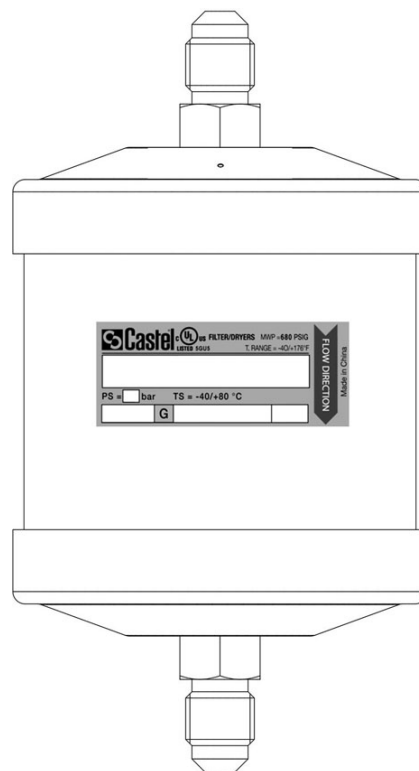 Castel c UL us FILTER/DRYERS MWP =680 PSIG
LISTED SGUS T. RANGE = -40/+176°F
PS = bar TS = -40/+80 °C
G
FLOW DIRECTION
Made in China